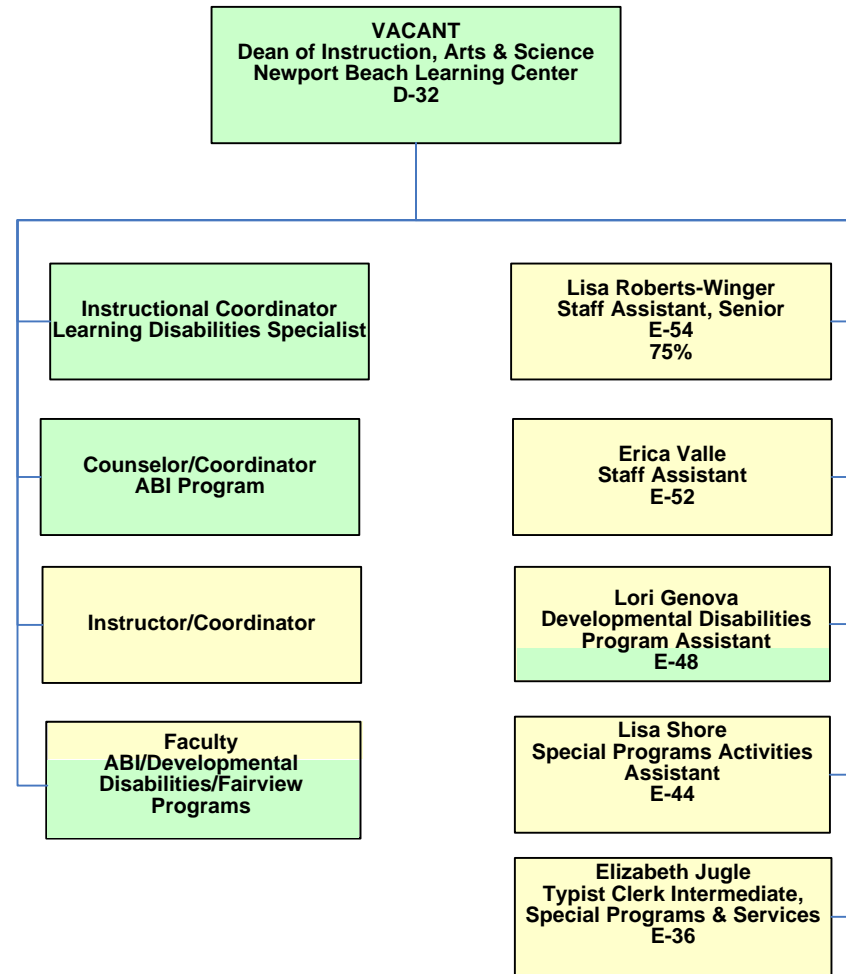 VACANT
Dean of Instruction, Arts & Science
Newport Beach Learning Center
D-32
Instructional Coordinator
Learning Disabilities Specialist
Counselor/Coordinator
ABI Program
Instructor/Coordinator
Faculty
ABI/Developmental
Disabilities/Fairview
Programs
Lisa Roberts-Winger
Staff Assistant, Senior
E-54
75%
Erica Valle
Staff Assistant
E-52
Lori Genova
Developmental Disabilities
Program Assistant
E-48
Lisa Shore
Special Programs Activities
Assistant
E-44
Elizabeth Jugle
Typist Clerk Intermediate,
Special Programs & Services
E-36